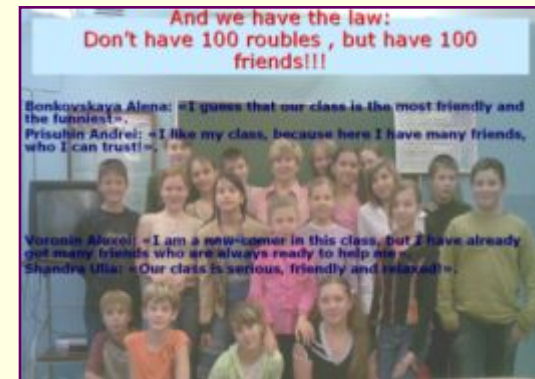 And we have the law:
Don't have 100 roubles , but have 100
friends!!!
Bonkovskaya Alena: «I guess that our class is the most friendly and
the funniest».
Prisuhin Andrei: «I like my class, because here I have many friends,
who I can trust!».
Voronin Alexei: «I am a new-comer in this class, but I have already
got many friends who are always ready to help me».
Shandra Ulia: «Our class is serious, friendly and relaxed!».